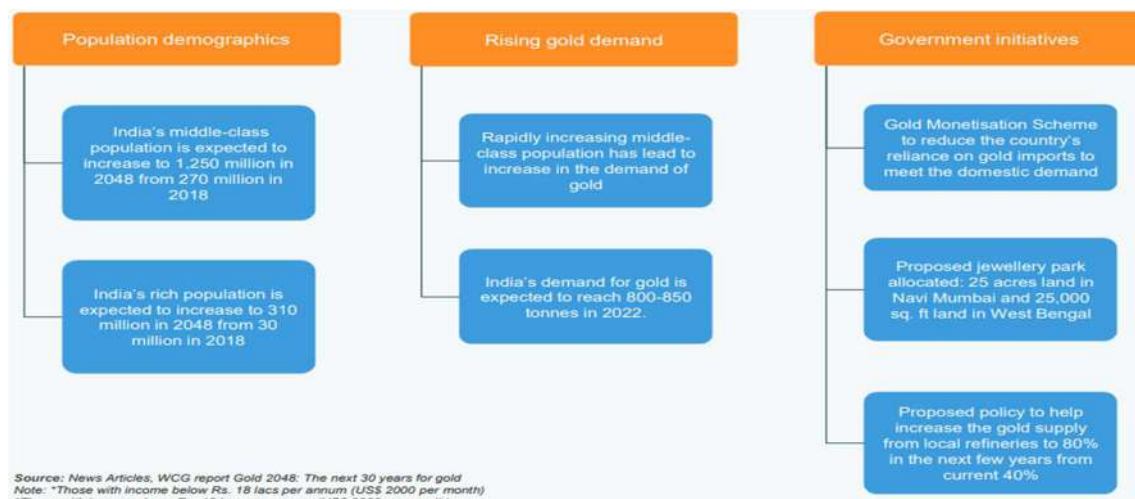 Population demographics
India's middle-class
population is expected to
increase to 1,250 million in
2048 from 270 million in
2018
India's rich population is
expected to increase to 310
million in 2048 from 30
million in 2018
Rising gold demand
Rapidly increasing middle-
class population has lead to
increase in the demand of
gold
India's demand for gold is
expected to reach 800-850
tonnes in 2022.
Government initiatives
Gold Monetisation Scheme
to reduce the country's
reliance on gold imports to
meet the domestic demand
Proposed jewellery park
allocated: 25 acres land in
Navi Mumbai and 25,000
sq. ft land in West Bengal
Proposed policy to help
increase the gold supply
from local refineries to 80%
in the next few years from
current 40%
Source: News Articles, WCG report Gold 2048: The next 30 years for gold
Note: *Those with income below Rs. 18 lacs per annum (US$ 2000 per month)